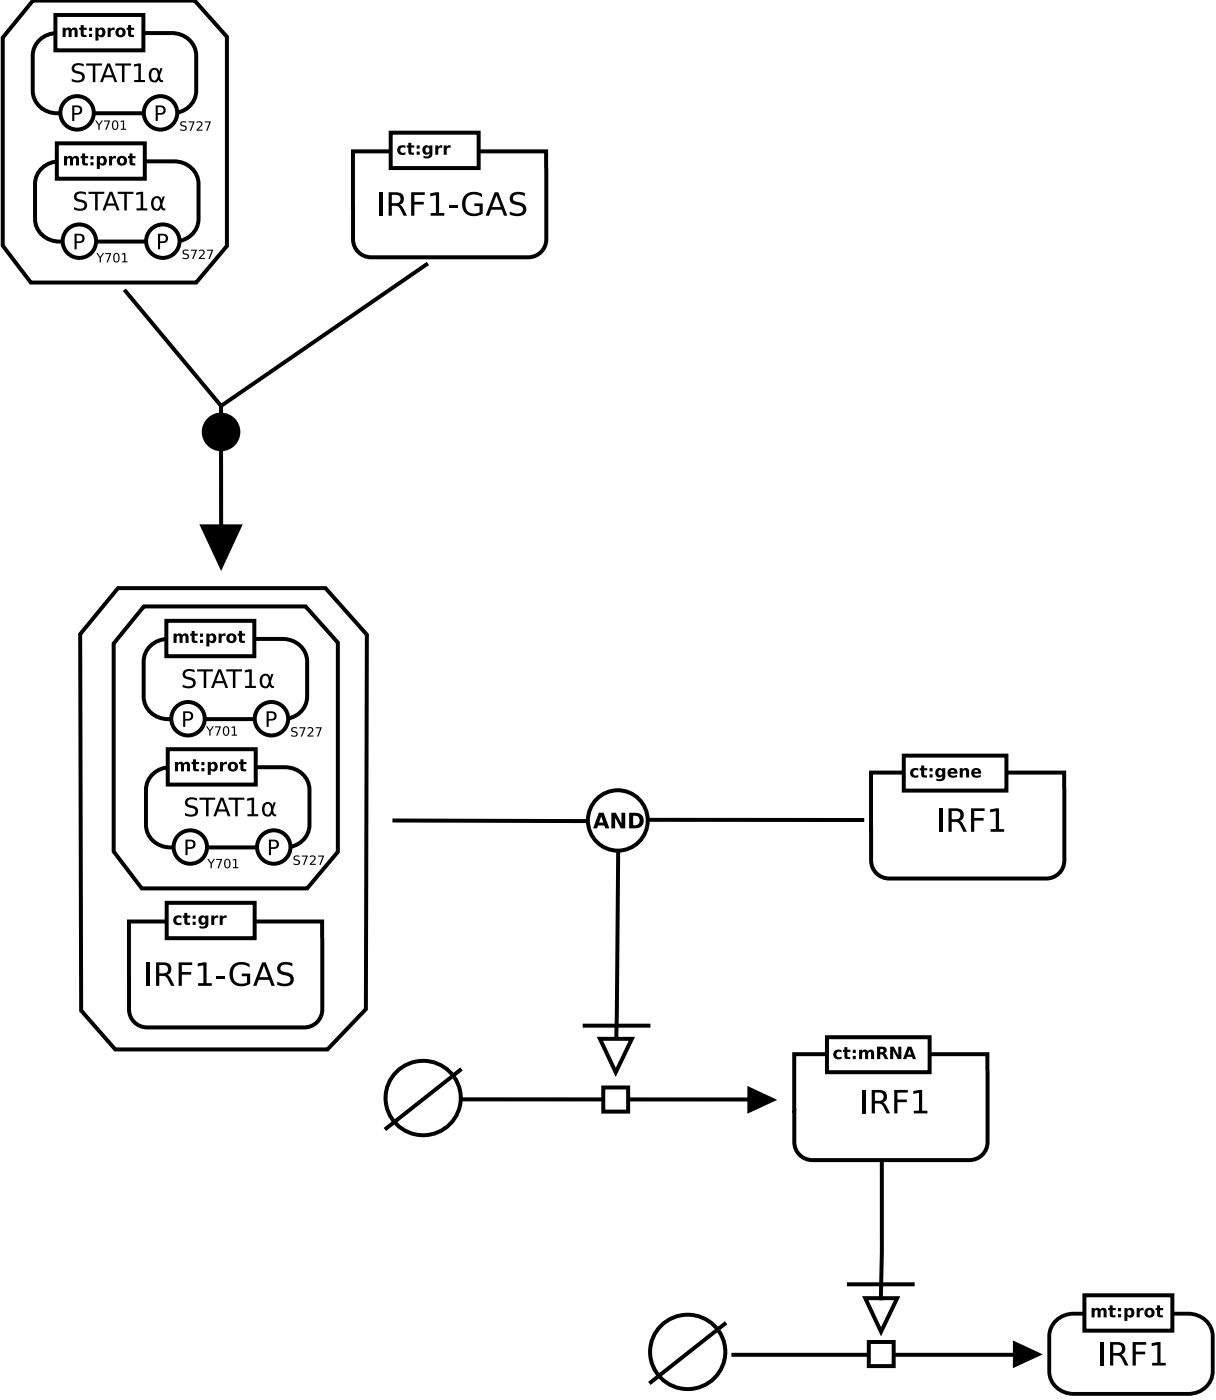 mt:prot
STAT1α
P
P
Y701
S727
mt:prot
STAT1α
P
P
Y701
S727
ct:grr
IRF1-GAS
mt:prot
STAT1α
P
P
Y701
S727
mt:prot
STAT1α
P
P
Y701
S727
ct:grr
IRF1-GAS
AND
ct:gene
IRF1
ct:mRNA
IRF1
mt:prot
IRF1